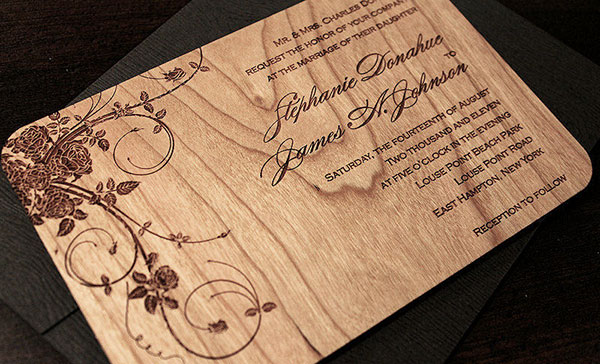 Mr. & Mrs. Charles Don
request the honor of your company
at the marriage of their daughter
Stephanie Donahue
to
James A. Johnson
Saturday, the fourteenth of August
Two thousand and eleven
at five o'clock in the evening
Louse Point Beach Park
Louse Point Road
East Hampton, New York
Reception to follow